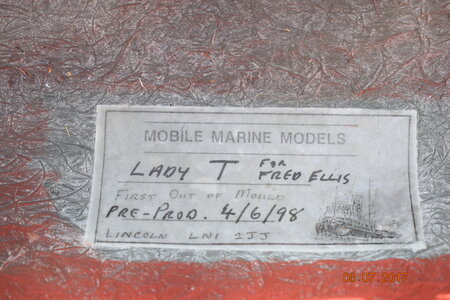 MOBILE MARINE MODELS
LADY T FOR FRED ELLIS
FIRST OUT OF MOULD
PRE-PROD. 4/6/98
LINCOLN LN1 2JJ
03.07.2017